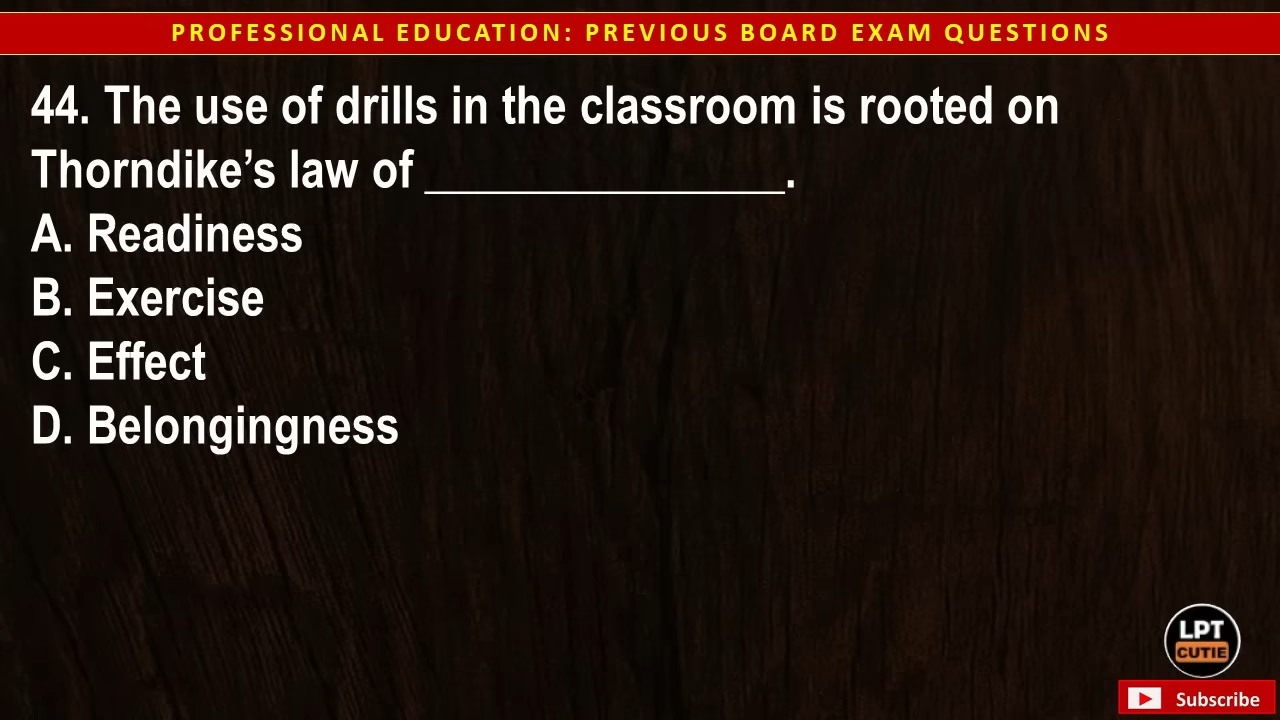 PROFESSIONAL EDUCATION: PREVIOUS BOARD EXAM QUESTIONS
44. The use of drills in the classroom is rooted on
Thorndike’s law of ______________.
A. Readiness
B. Exercise
C. Effect
D. Belongingness
LPT
CUTIE
Subscribe